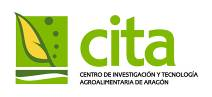 cita
CENTRO DE INVESTIGACIÓN Y TECNOLOGÍA
AGROALIMENTARIA DE ARAGÓN